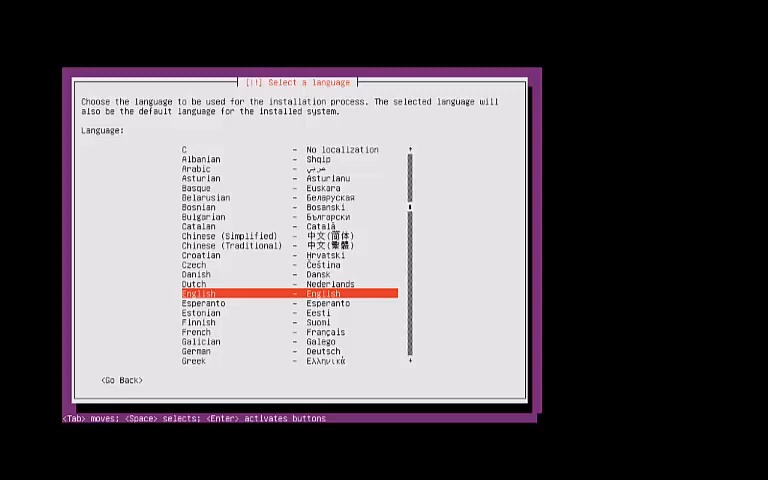 [!!] Select a language
Choose the language to be used for the installation process. The selected language will
also be the default language for the installed system.
Language:
C - No localization
Albanian - Shqip
Arabic - عربي
Asturian - Asturianu
Basque - Euskara
Belarusian - Беларуская
Bosnian - Bosanski
Bulgarian - Български
Catalan - Català
Chinese (Simplified) - 中文(简体)
Chinese (Traditional) - 中文(繁體)
Croatian - Hrvatski
Czech - Čeština
Danish - Dansk
Dutch - Nederlands
English - English
Esperanto - Esperanto
Estonian - Eesti
Finnish - Suomi
French - Français
Galician - Galego
German - Deutsch
Greek - Ελληνικά
<Go Back>
<Tab> moves; <Space> selects; <Enter> activates buttons